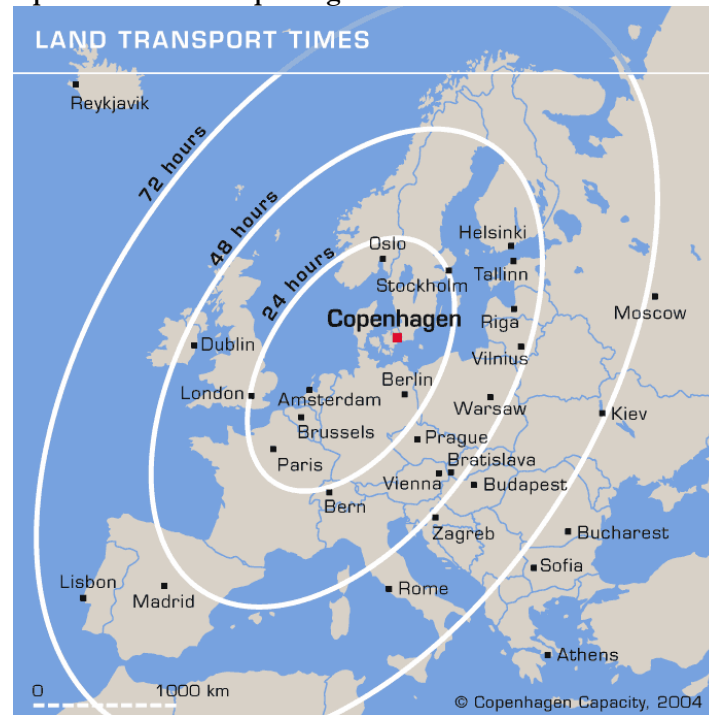 LAND TRANSPORT TIMES
Reykjavik
72 hours
48 hours
24 hours
Oslo
Helsinki
Stockholm
Tallinn
Copenhagen
Riga
Moscow
Dublin
Vilnius
London
Amsterdam
Berlin
Warsaw
Kiev
Brussels
Prague
Paris
Bratislava
Vienna
Budapest
Bern
Zagreb
Bucharest
Sofia
Lisbon
Madrid
Rome
Athens
0 1000 km
© Copenhagen Capacity, 2004